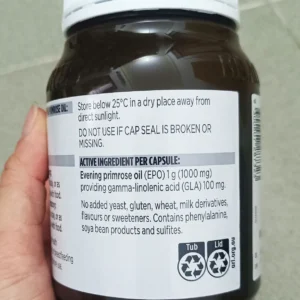 Store below 25°C in a dry place away from
direct sunlight.
DO NOT USE IF CAP SEAL IS BROKEN OR
MISSING.
ACTIVE INGREDIENT PER CAPSULE:
Evening primrose oil (EPO) 1 g (1000 mg)
providing gamma-linolenic acid (GLA) 100 mg.
No added yeast, gluten, wheat, milk derivatives,
flavours or sweeteners. Contains phenylalanine,
soya bean products and sulfites.
Tub
Lid